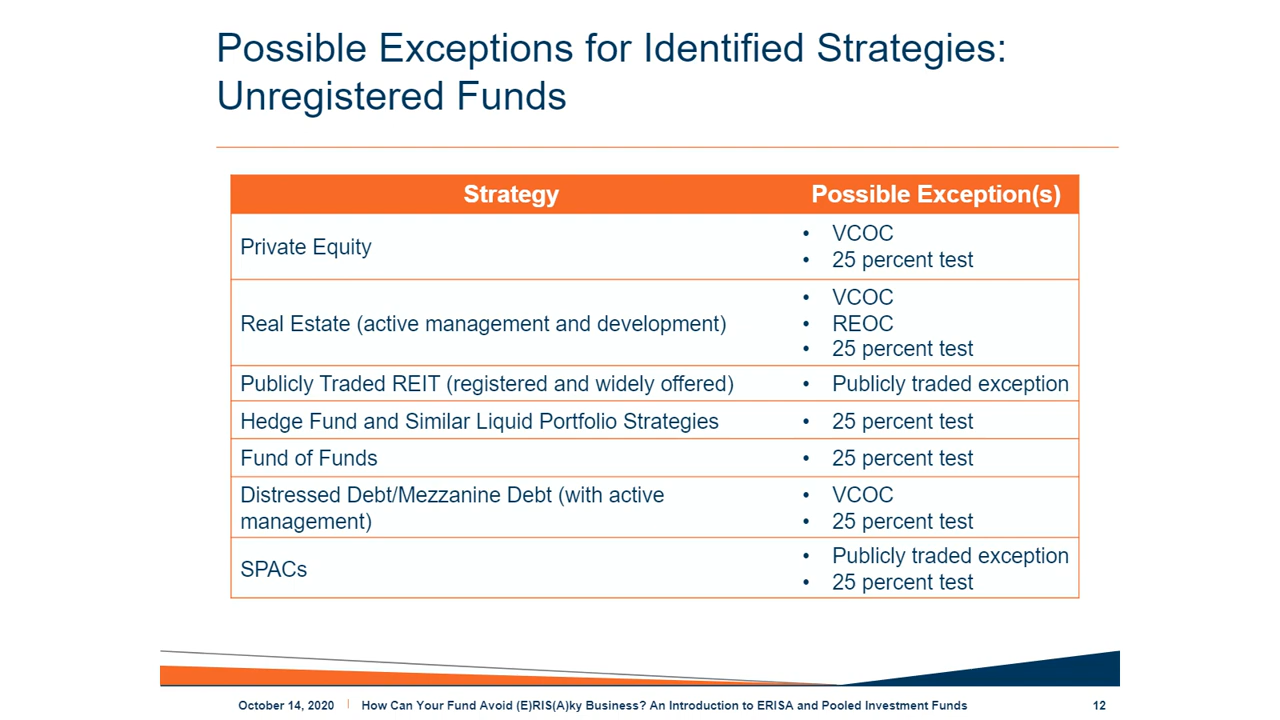 Possible Exceptions for Identified Strategies:
Unregistered Funds
Strategy
Possible Exception(s)
Private Equity
• VCOC
• 25 percent test
Real Estate (active management and development)
• VCOC
• REOC
• 25 percent test
Publicly Traded REIT (registered and widely offered)
• Publicly traded exception
Hedge Fund and Similar Liquid Portfolio Strategies
• 25 percent test
Fund of Funds
• 25 percent test
Distressed Debt/Mezzanine Debt (with active
management)
• VCOC
• 25 percent test
SPACs
• Publicly traded exception
• 25 percent test
October 14, 2020 | How Can Your Fund Avoid (E)RIS(A)ky Business? An Introduction to ERISA and Pooled Investment Funds 12